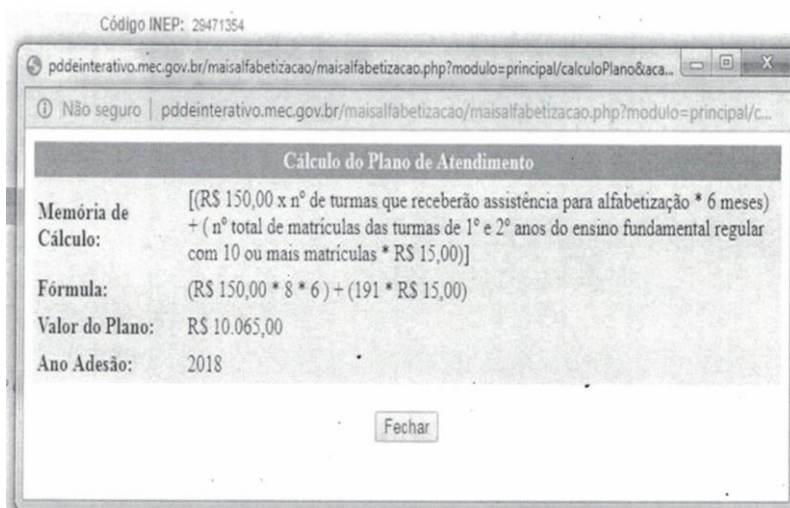 Código INEP: 29471354
pddeinterativo.mec.gov.br/maisalfabetizacao/maisalfabetizacao.php?modulo=principal/calculoPlano&aca...
Não seguro | pddeinterativo.mec.gov.br/maisalfabetizacao/maisalfabetizacao.php?modulo=principal/c...
Cálculo do Plano de Atendimento
Memória de Cálculo:
[(R$ 150,00 x nº de turmas que receberão assistência para alfabetização * 6 meses)
+ ( nº total de matrículas das turmas de 1º e 2º anos do ensino fundamental regular
com 10 ou mais matrículas * R$ 15,00)]
Fórmula: (R$ 150,00 * 8 * 6 ) + (191 * R$ 15,00)
Valor do Plano: R$ 10.065,00
Ano Adesão: 2018
Fechar